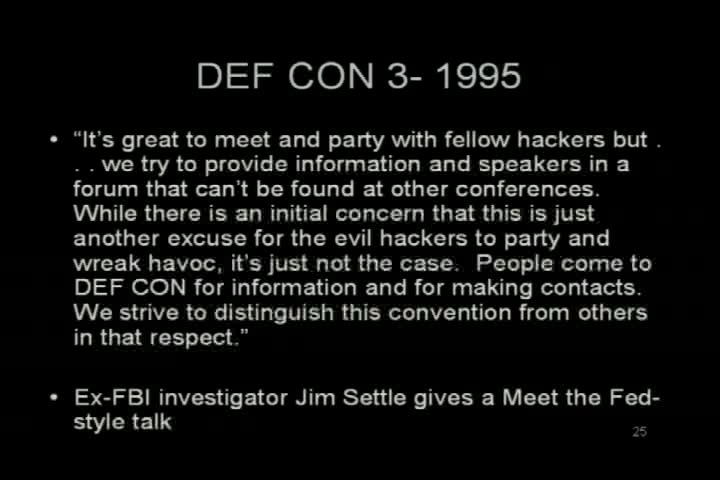 DEF CON 3- 1995
• “It’s great to meet and party with fellow hackers but .
. . we try to provide information and speakers in a
forum that can’t be found at other conferences.
While there is an initial concern that this is just
another excuse for the evil hackers to party and
wreak havoc, it’s just not the case.  People come to
DEF CON for information and for making contacts.
We strive to distinguish this convention from others
in that respect.”
• Ex-FBI investigator Jim Settle gives a Meet the Fed-
style talk
25